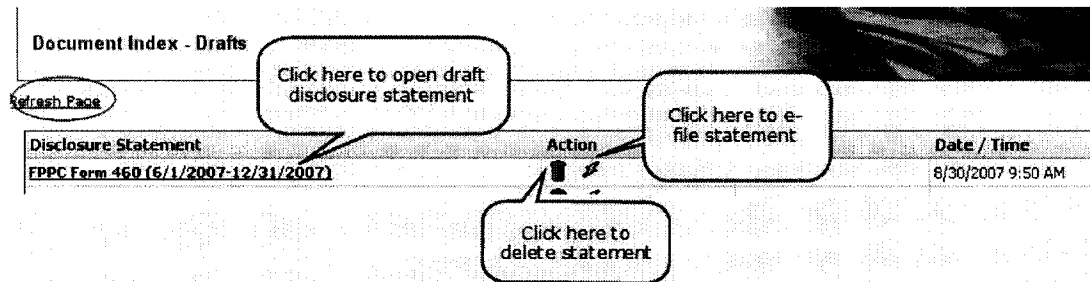 Document Index - Drafts
Click here to open draft
disclosure statement
Refresh Page
Click here to e-
file statement
Disclosure Statement Action Date / Time
FPPC Form 460 (6/1/2007-12/31/2007) 8/30/2007 9:50 AM
Click here to
delete statement